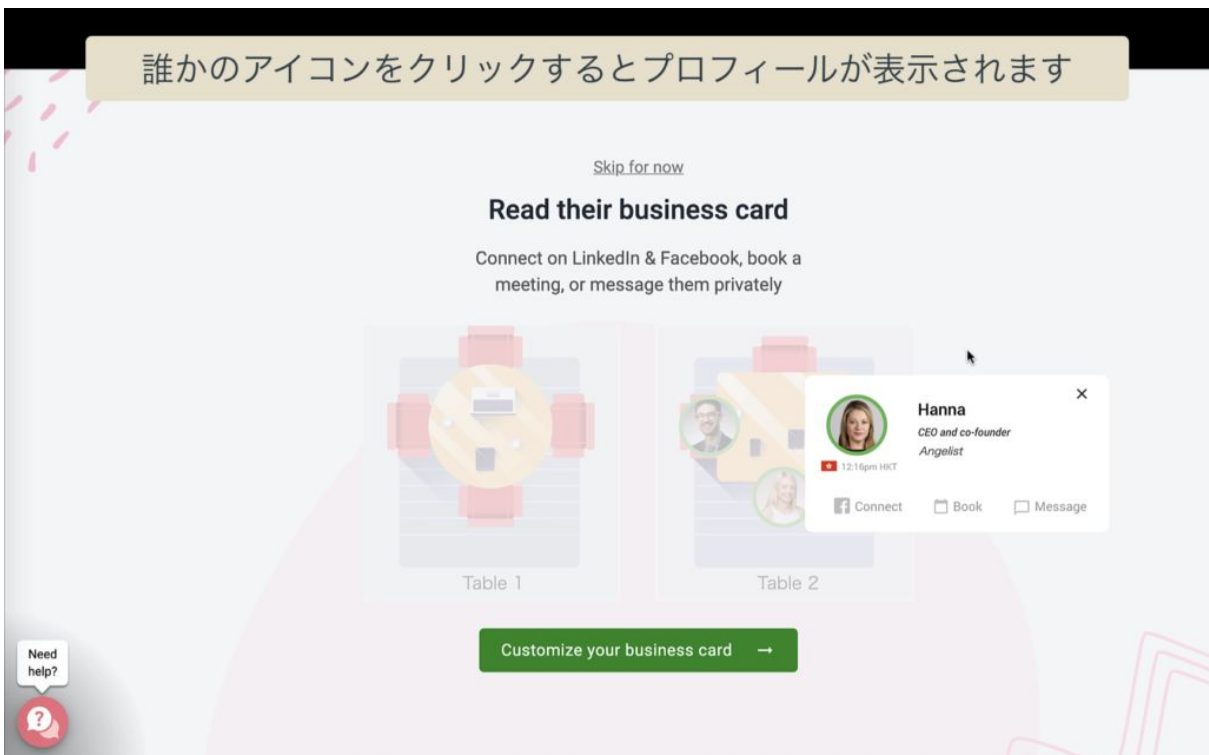 誰かのアイコンをクリックするとプロフィールが表示されます
Skip for now
Read their business card
Connect on LinkedIn & Facebook, book a
meeting, or message them privately
Hanna
CEO and co-founder
Angelist
12:16pm HKT
Connect
Book
Message
Table 1
Table 2
Customize your business card →
Need
help?